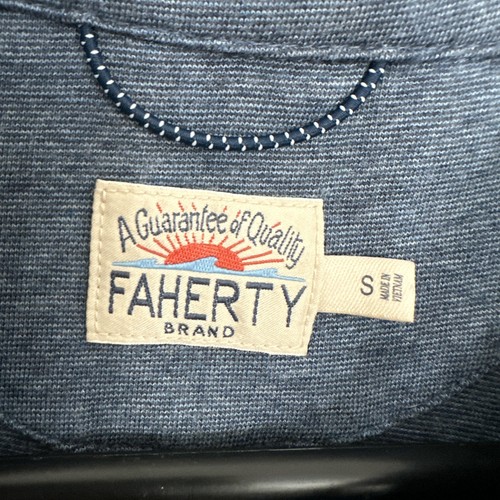 A Guarantee of Quality
FAHERTY
BRAND
S
MADE IN
VIETNAM